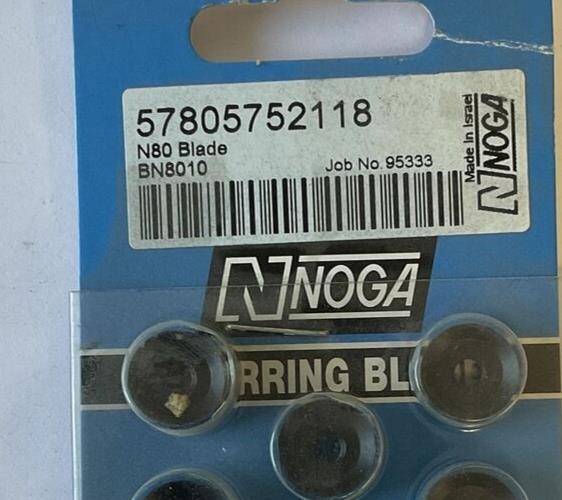 57805752118
N80 Blade
BN8010
Job No. 95333
Made In Israel
NOGA
NOGA
RRING BL